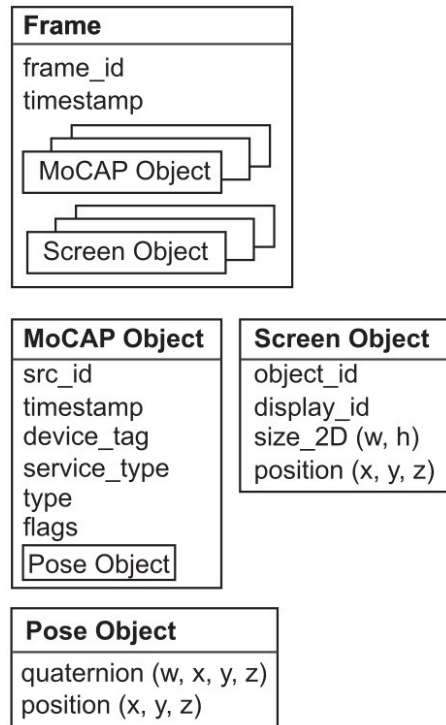 Frame
frame_id
timestamp
MoCAP Object
Screen Object
MoCAP Object
src_id
timestamp
device_tag
service_type
type
flags
Pose Object
Screen Object
object_id
display_id
size_2D (w, h)
position (x, y, z)
Pose Object
quaternion (w, x, y, z)
position (x, y, z)